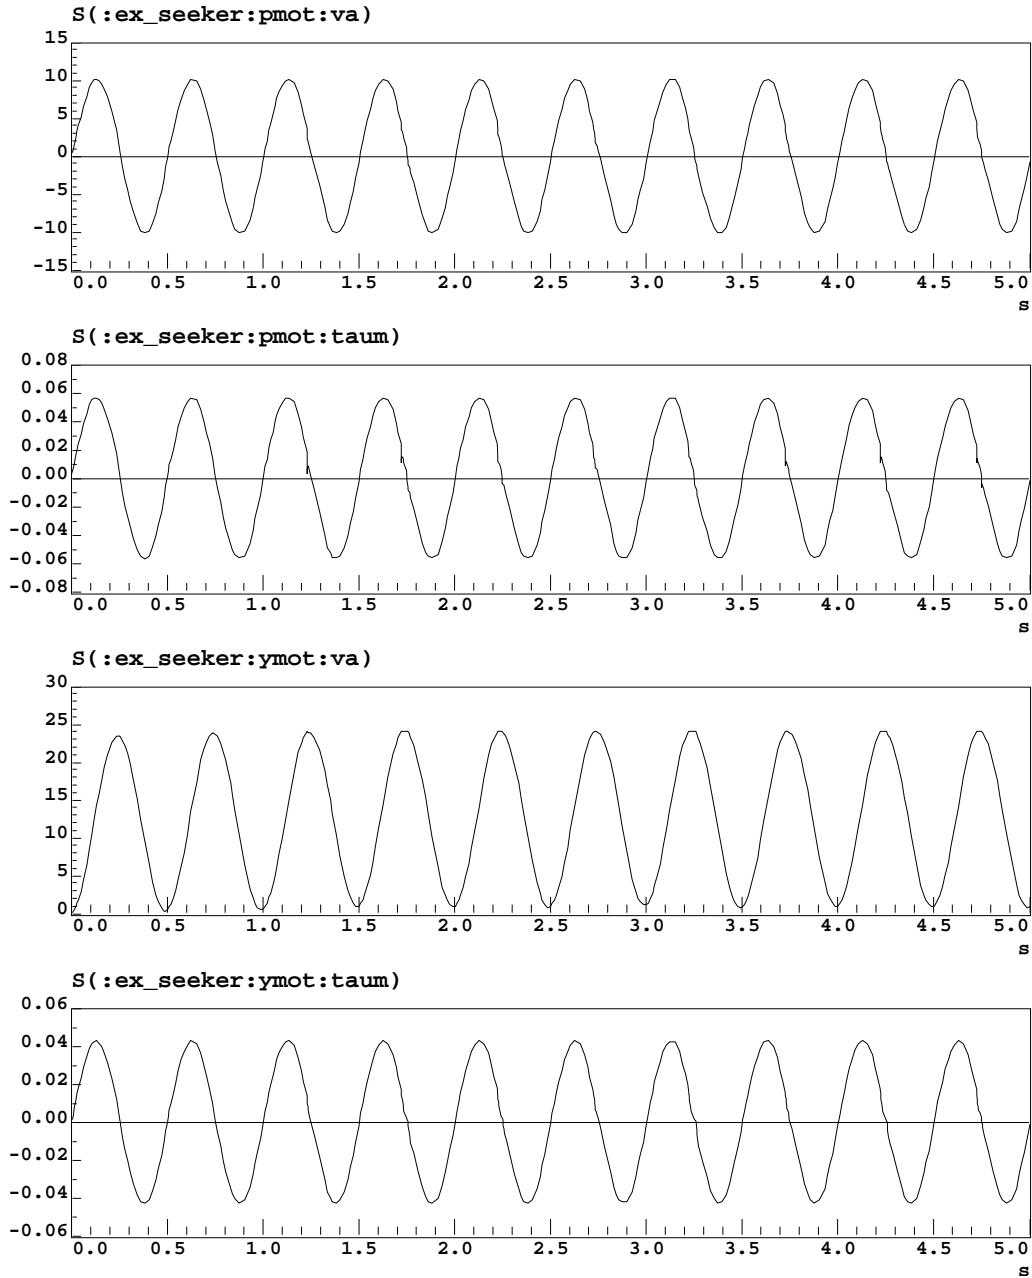 S(:ex_seeker:pmot:va)
15
10
5
0
-5
-10
-15
0.0 0.5 1.0 1.5 2.0 2.5 3.0 3.5 4.0 4.5 5.0
s
S(:ex_seeker:pmot:taum)
0.08
0.06
0.04
0.02
0.00
-0.02
-0.04
-0.06
-0.08
0.0 0.5 1.0 1.5 2.0 2.5 3.0 3.5 4.0 4.5 5.0
s
S(:ex_seeker:ymot:va)
30
25
20
15
10
5
0
0.0 0.5 1.0 1.5 2.0 2.5 3.0 3.5 4.0 4.5 5.0
s
S(:ex_seeker:ymot:taum)
0.06
0.04
0.02
0.00
-0.02
-0.04
-0.06
0.0 0.5 1.0 1.5 2.0 2.5 3.0 3.5 4.0 4.5 5.0
s